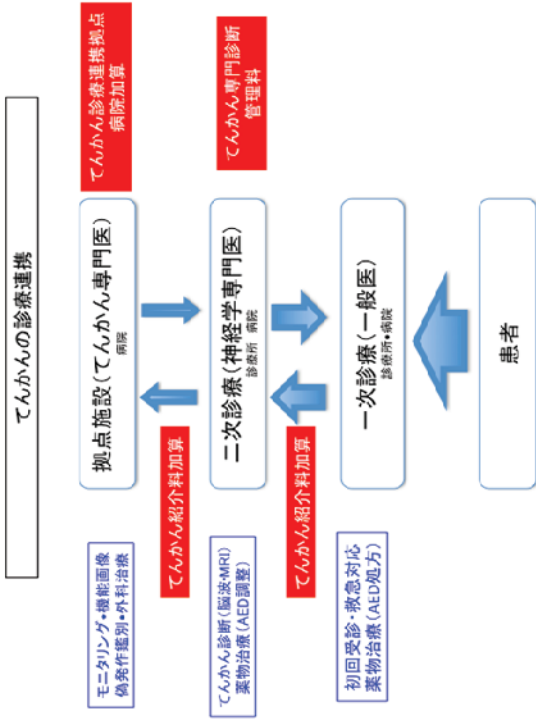 てんかんの診療連携
モニタリング・機能画像
偽発作鑑別・外科治療
拠点施設(てんかん専門医)
病院
てんかん診療連携拠点
病院加算
てんかん紹介料加算
てんかん診断(脳波・MRI)
薬物治療(AED調整)
二次診療(神経学専門医)
診療所 病院
てんかん専門診断
管理料
てんかん紹介料加算
初回受診・救急対応
薬物治療(AED処方)
一次診療(一般医)
診療所・病院
患者